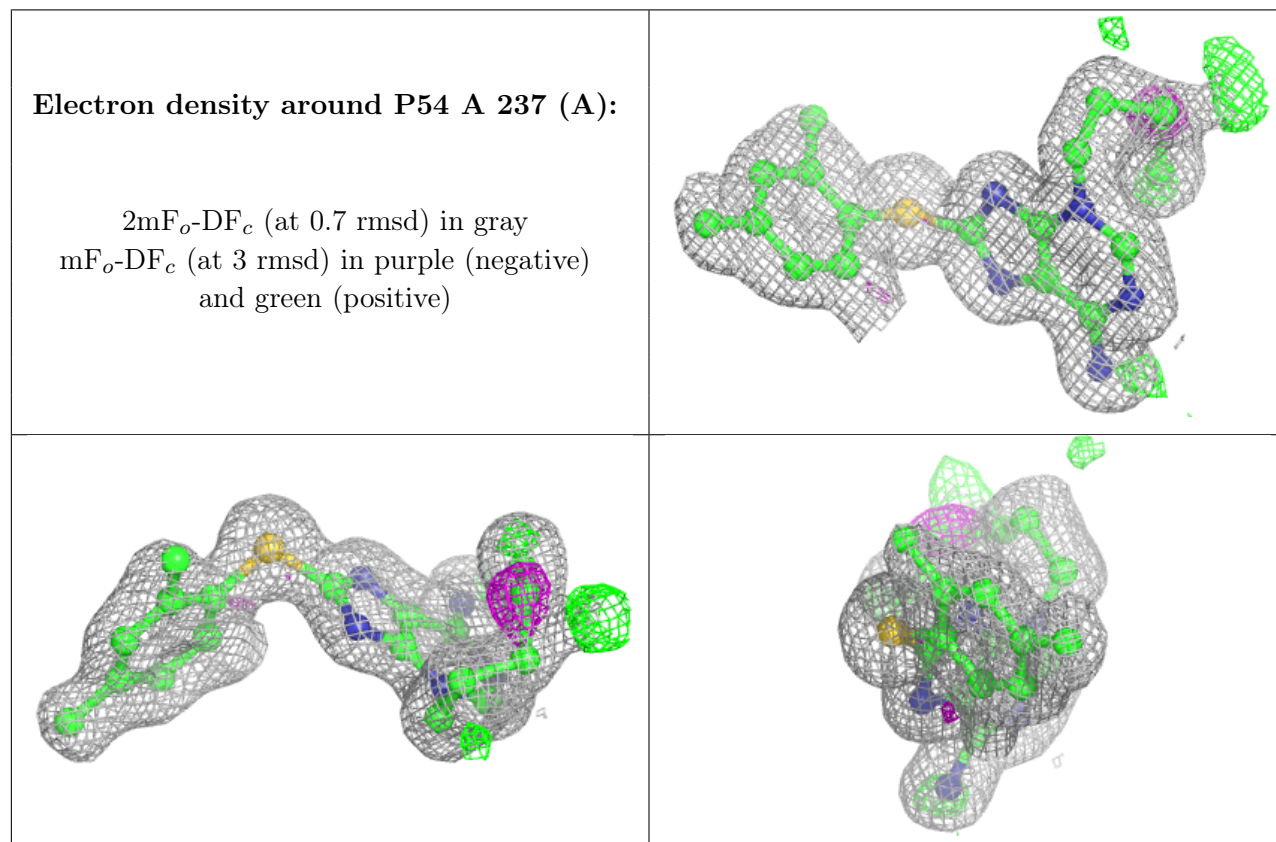 Electron density around P54 A 237 (A):
2mFₒ-DF𝒸 (at 0.7 rmsd) in gray
mFₒ-DF𝒸 (at 3 rmsd) in purple (negative)
and green (positive)